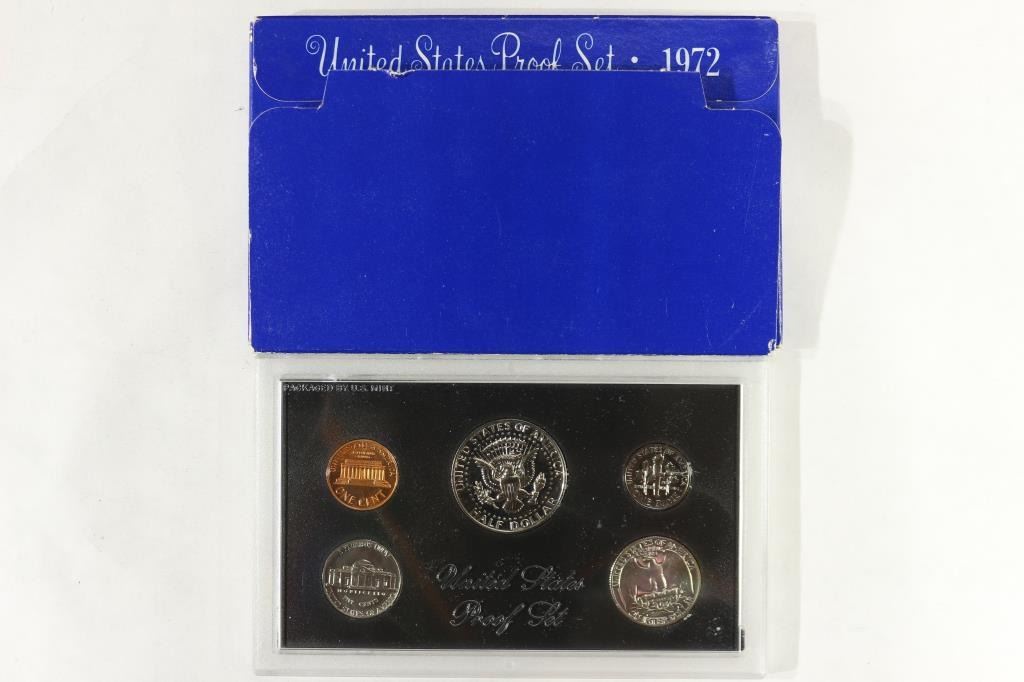 United States Proof Set · 1972
PACKAGED BY U.S. MINT
UNITED STATES OF AMERICA
HALF DOLLAR
ONE CENT
FIVE CENTS
United States
Proof Set